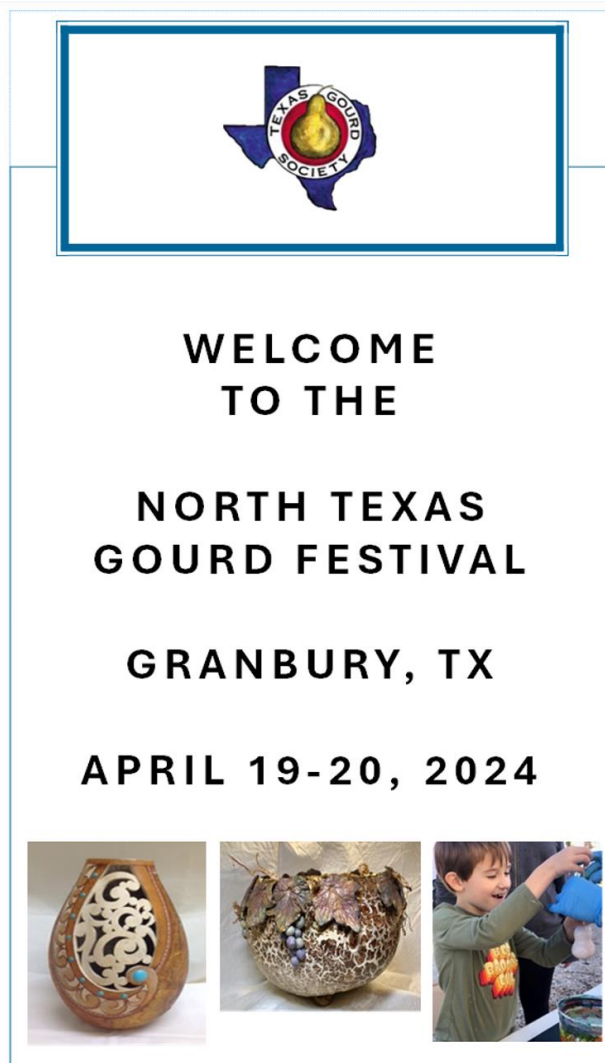 TEXAS GOURD
SOCIETY
WELCOME
TO THE
NORTH TEXAS
GOURD FESTIVAL
GRANBURY, TX
APRIL 19-20, 2024